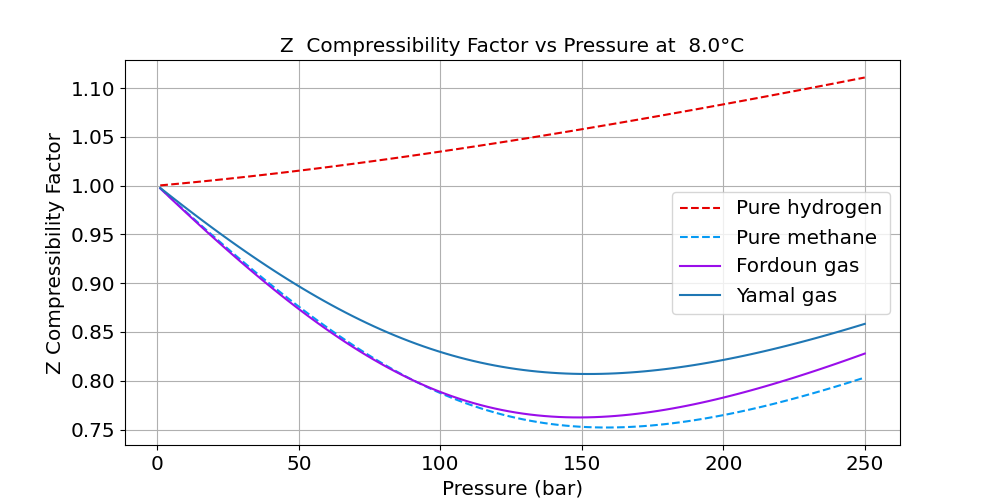 Z  Compressibility Factor vs Pressure at  8.0°C
Z Compressibility Factor
1.10
1.05
1.00
0.95
0.90
0.85
0.80
0.75
Pure hydrogen
Pure methane
Fordoun gas
Yamal gas
0 50 100 150 200 250
Pressure (bar)